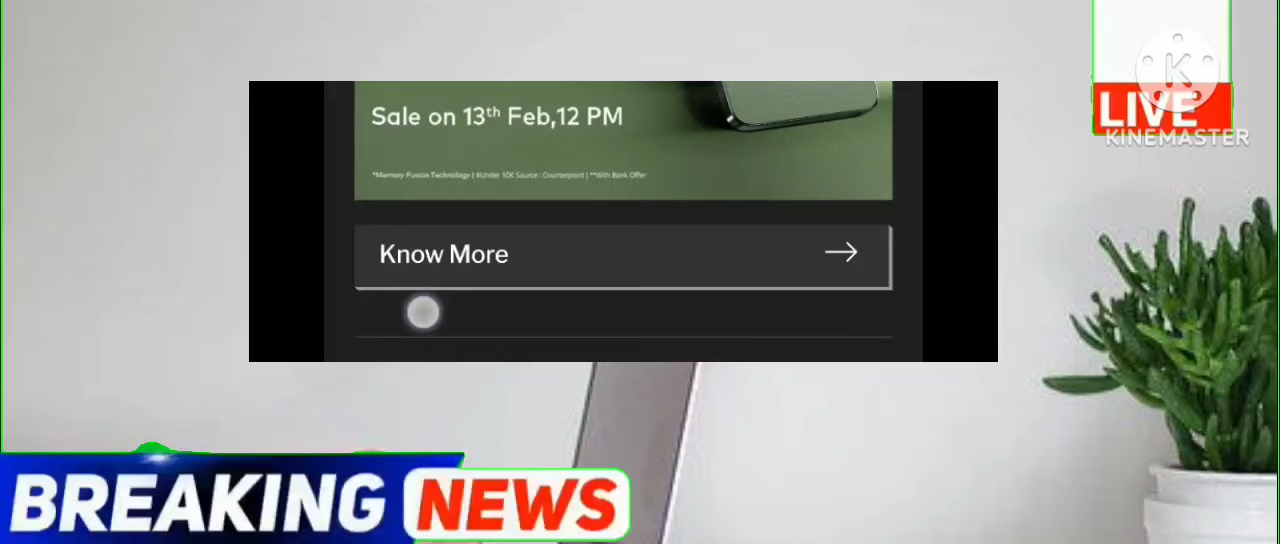 LIVE
KINEMASTER
Sale on 13th Feb,12 PM
*Memory Fusion Technology | #Under 10K Source : Counterpoint | **With Bank Offer
Know More
BREAKING NEWS